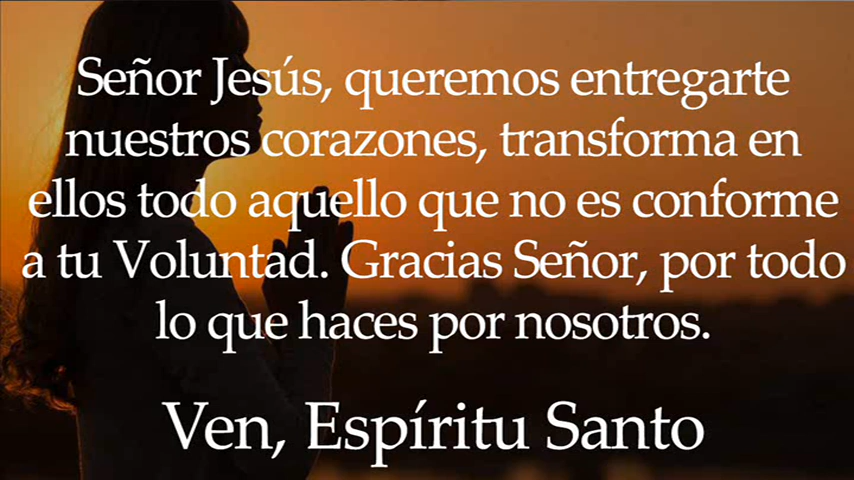 Señor Jesús, queremos entregarte
nuestros corazones, transforma en
ellos todo aquello que no es conforme
a tu Voluntad. Gracias Señor, por todo
lo que haces por nosotros.
Ven, Espíritu Santo